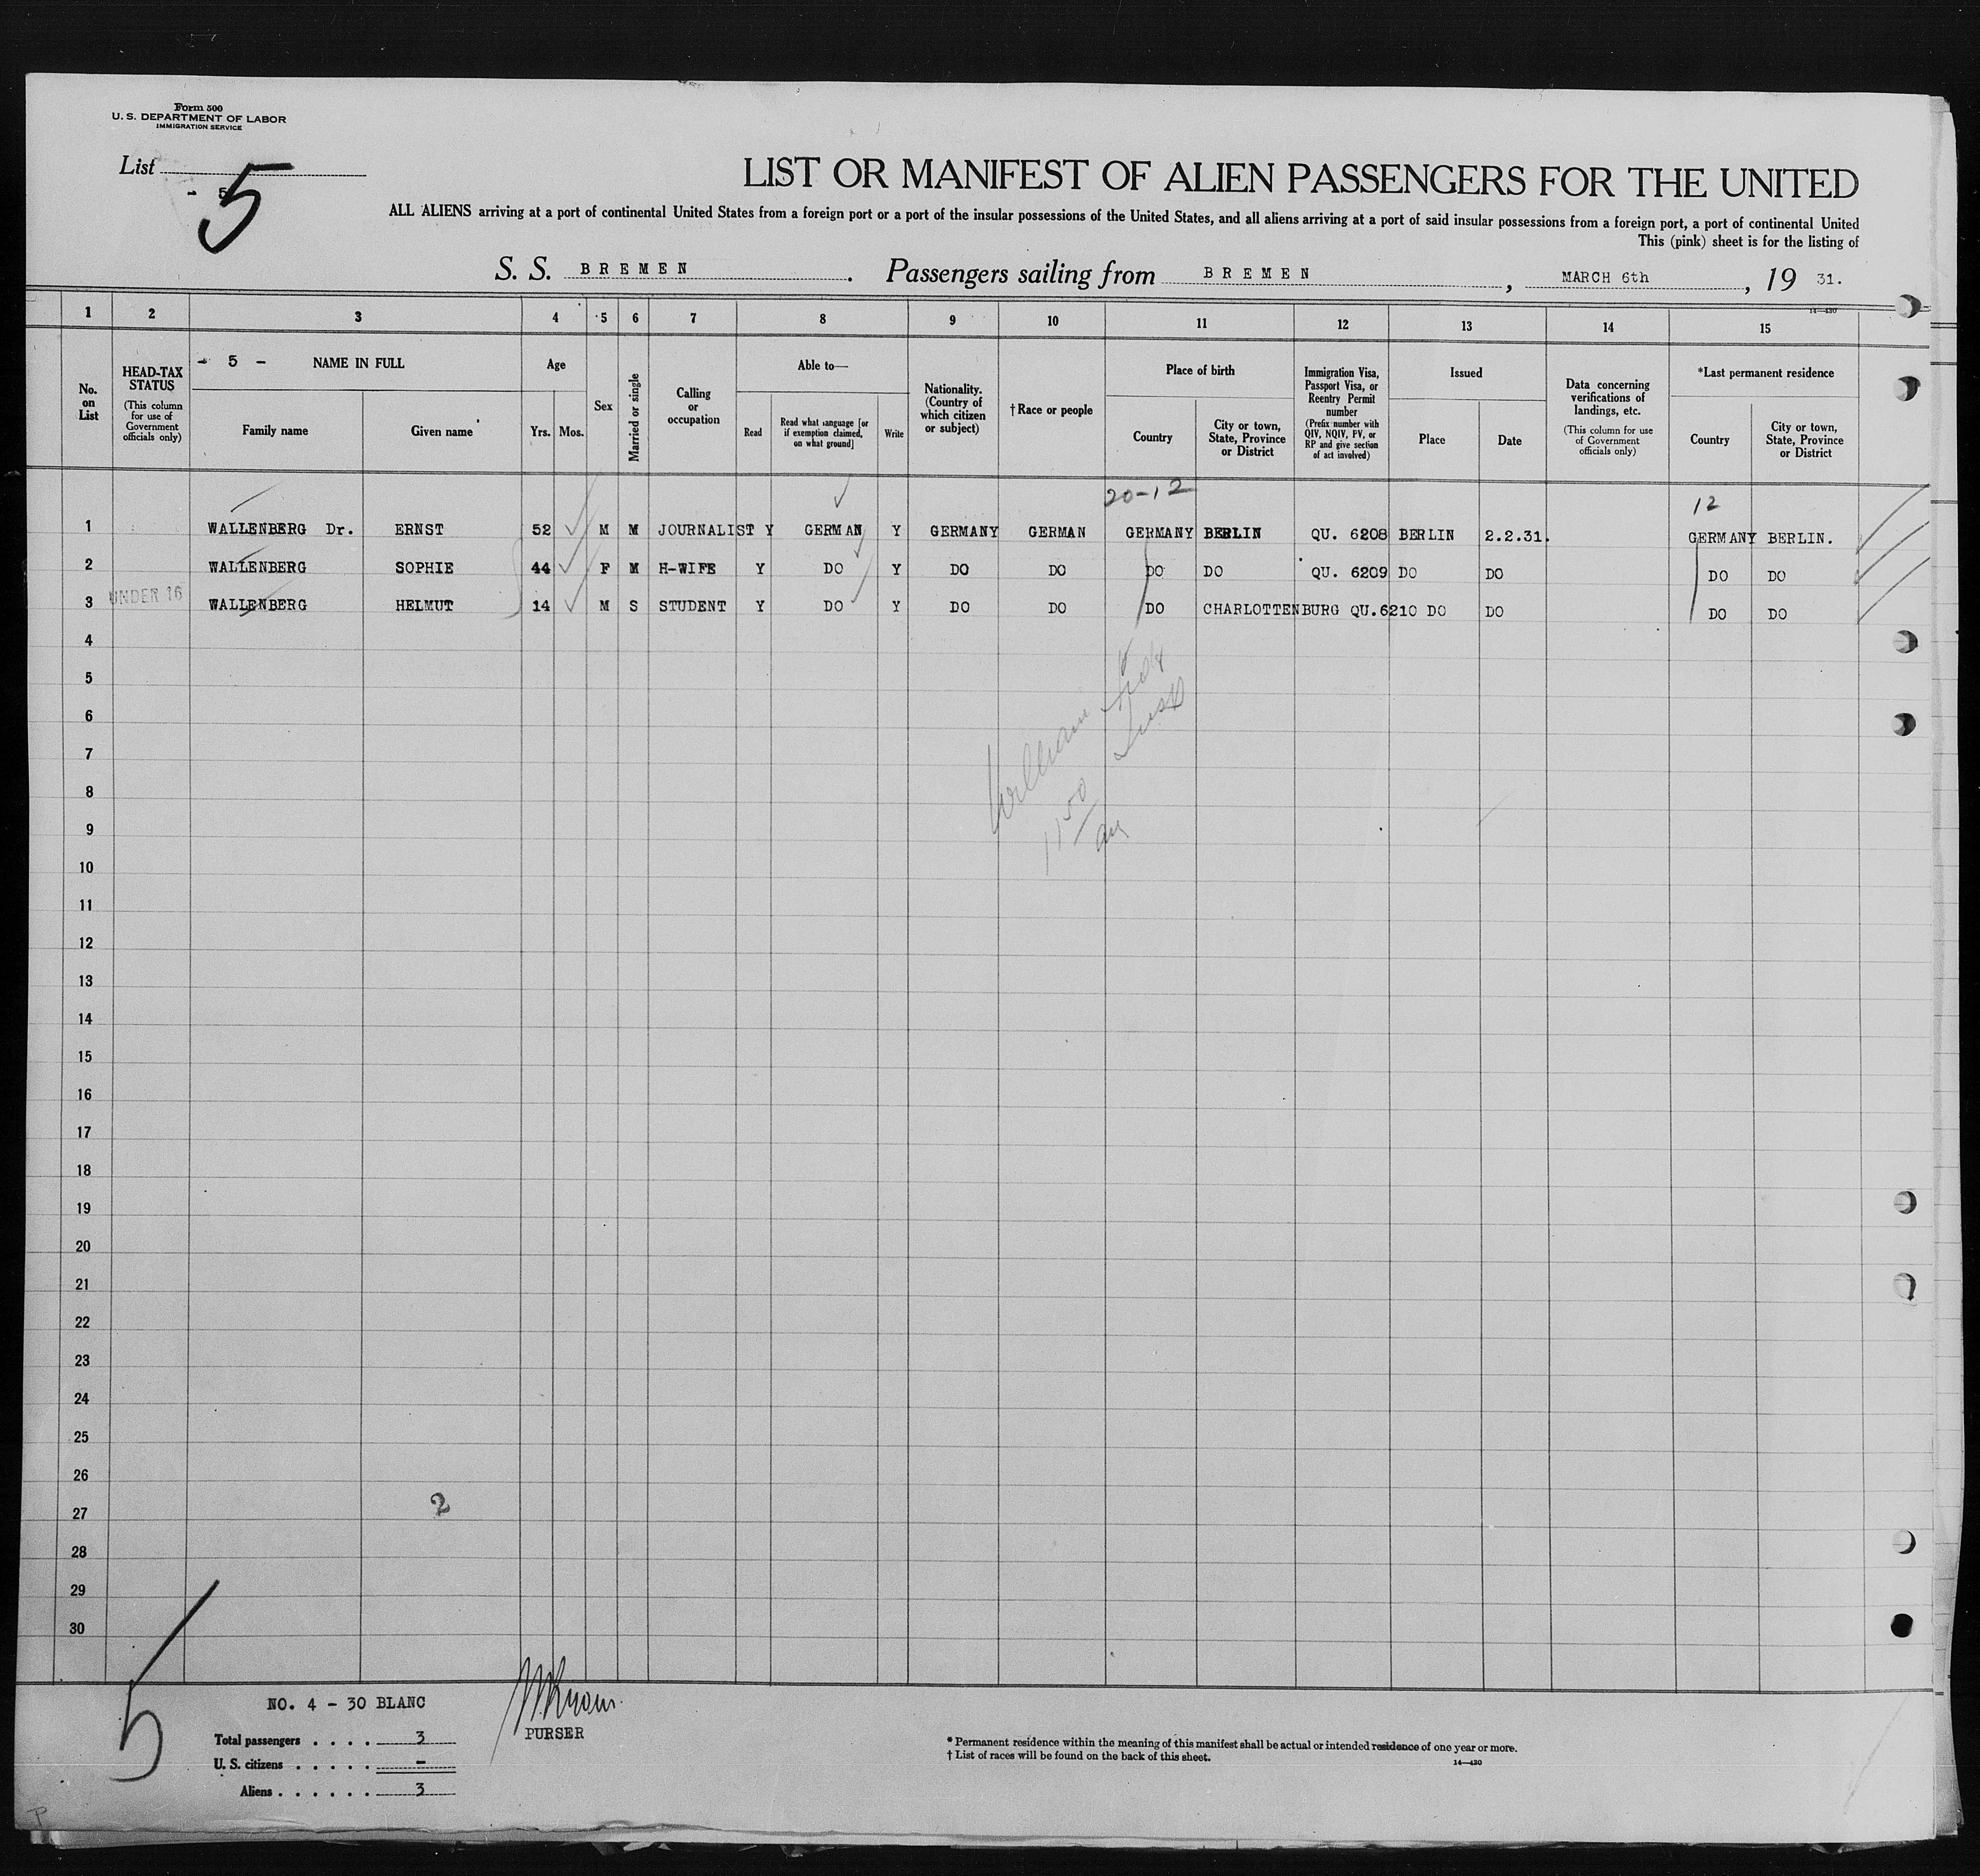 Form 500
U. S. DEPARTMENT OF LABOR
IMMIGRATION SERVICE
List
- 5
5
LIST OR MANIFEST OF ALIEN PASSENGERS FOR THE UNITED
ALL ALIENS arriving at a port of continental United States from a foreign port or a port of the insular possessions of the United States, and all aliens arriving at a port of said insular possessions from a foreign port, a port of continental United
This (pink) sheet is for the listing of
S. S. BREMEN. Passengers sailing from BREMEN, MARCH 6th, 19 31.
14—430
1 2 3 4 5 6 7 8 9 10 11 12 13 14 15
No. on List
HEAD-TAX STATUS
(This column for use of Government officials only)
- 5 - NAME IN FULL
Family name Given name
Age
Yrs. Mos.
Sex
Married or single
Calling or occupation
Able to—
Read
Read what language [or if exemption claimed, on what ground]
Write
Nationality. (Country of which citizen or subject)
†Race or people
Place of birth
Country
City or town, State, Province or District
Immigration Visa, Passport Visa, or Reentry Permit number
(Prefix number with QIV, NQIV, PV, or RP and give section of act involved)
Issued
Place Date
Data concerning verifications of landings, etc.
(This column for use of Government officials only)
*Last permanent residence
Country
City or town, State, Province or District
20-12 12
1 WALLENBERG Dr. ERNST 52 M M JOURNALIST Y GERMAN Y GERMANY GERMAN GERMANY BERLIN QU. 6208 BERLIN 2.2.31. GERMANY BERLIN.
2 WALLENBERG SOPHIE 44 F M H-WIFE Y DO Y DO DO DO DO QU. 6209 DO DO DO DO
3 UNDER 16 WALLENBERG HELMUT 14 M S STUDENT Y DO Y DO DO DO CHARLOTTENBURG QU.6210 DO DO DO DO
4
5
6
7
8
9
10
11
12
13
14
15
16
17
18
19
20
21
22
23
24
25
26
27
28
29
30
William
11 50
2
5
NO. 4 - 30 BLANC
Total passengers . . . . 3
U. S. citizens . . . . . -
Aliens . . . . . . 3
PURSER
* Permanent residence within the meaning of this manifest shall be actual or intended residence of one year or more.
† List of races will be found on the back of this sheet.
14—430
P